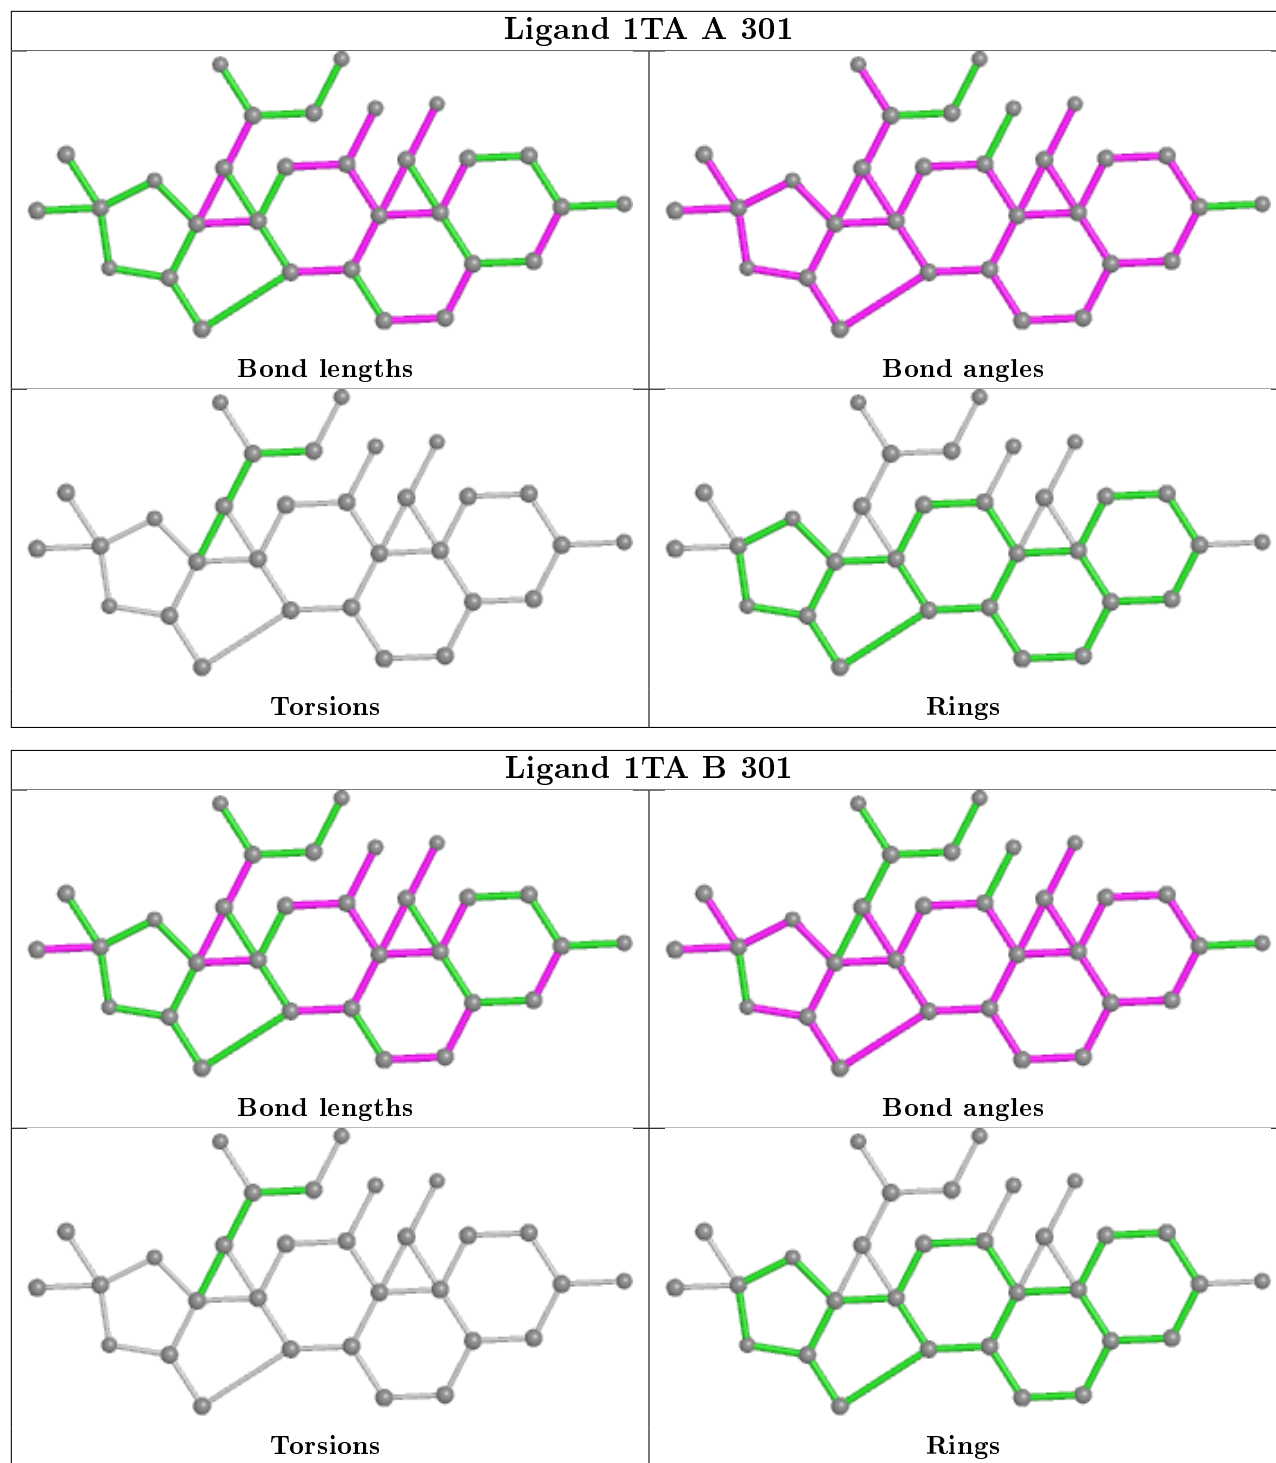 Ligand 1TA A 301
Bond lengths
Bond angles
Torsions
Rings
Ligand 1TA B 301
Bond lengths
Bond angles
Torsions
Rings